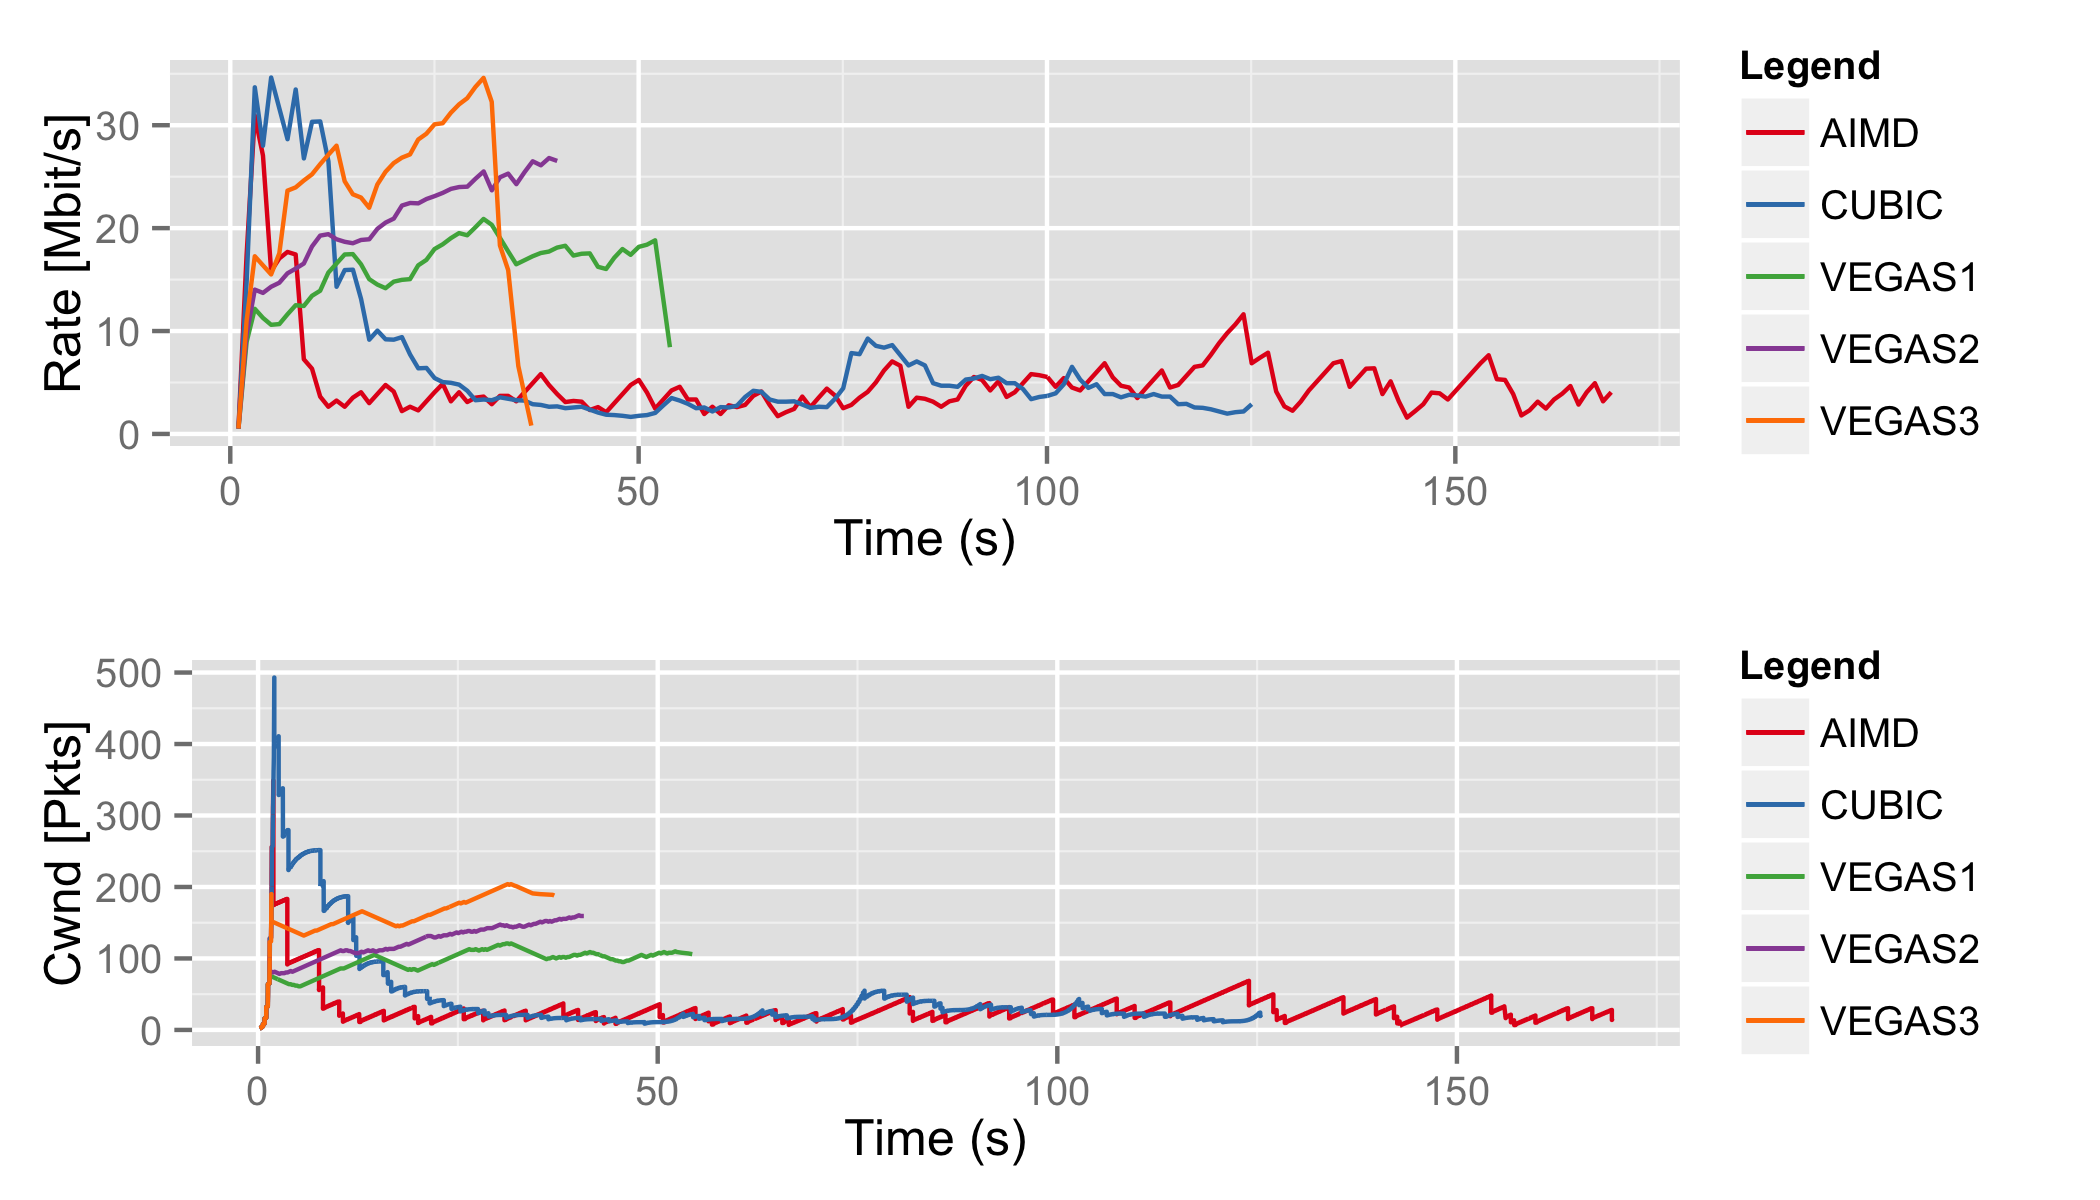 Rate [Mbit/s]
30
20
10
0
0 50 100 150
Time (s)
Legend
AIMD
CUBIC
VEGAS1
VEGAS2
VEGAS3
Cwnd [Pkts]
500
400
300
200
100
0
0 50 100 150
Time (s)
Legend
AIMD
CUBIC
VEGAS1
VEGAS2
VEGAS3